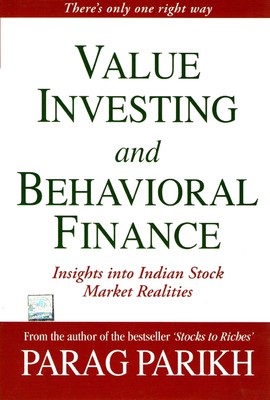 There's only one right way
VALUE
INVESTING
and
BEHAVIORAL
FINANCE
Insights into Indian Stock
Market Realities
From the author of the bestseller 'Stocks to Riches'
PARAG PARIKH